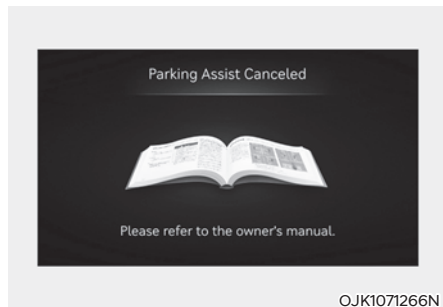 Parking Assist Canceled
Please refer to the owner's manual.
OJK1071266N